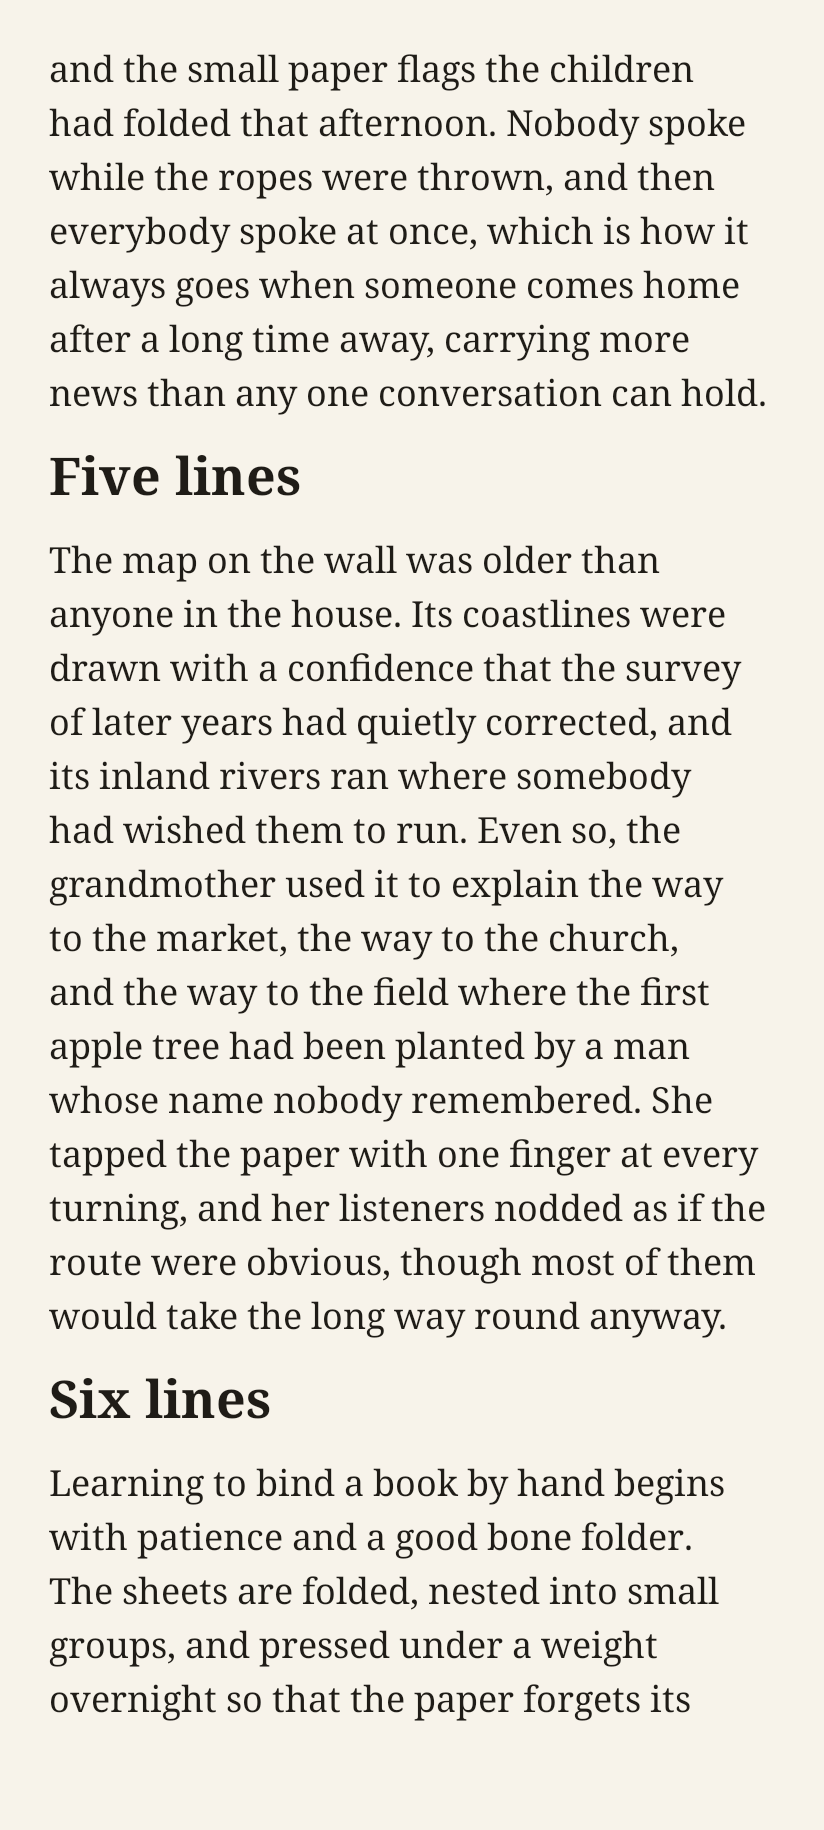 and the small paper flags the children
had folded that afternoon. Nobody spoke
while the ropes were thrown, and then
everybody spoke at once, which is how it
always goes when someone comes home
after a long time away, carrying more
news than any one conversation can hold.
Five lines
The map on the wall was older than
anyone in the house. Its coastlines were
drawn with a confidence that the survey
of later years had quietly corrected, and
its inland rivers ran where somebody
had wished them to run. Even so, the
grandmother used it to explain the way
to the market, the way to the church,
and the way to the field where the first
apple tree had been planted by a man
whose name nobody remembered. She
tapped the paper with one finger at every
turning, and her listeners nodded as if the
route were obvious, though most of them
would take the long way round anyway.
Six lines
Learning to bind a book by hand begins
with patience and a good bone folder.
The sheets are folded, nested into small
groups, and pressed under a weight
overnight so that the paper forgets its